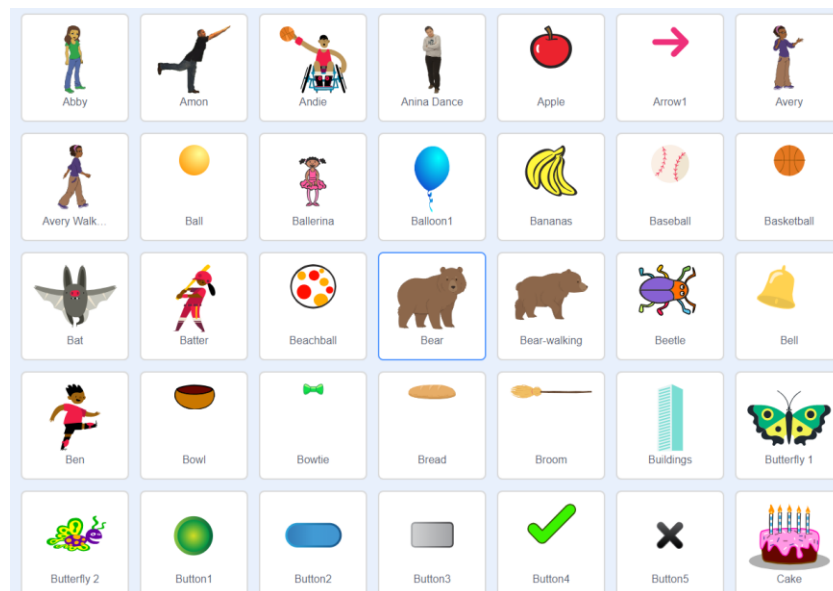 Abby
Amon
Andie
Anina Dance
Apple
Arrow1
Avery
Avery Walk...
Ball
Ballerina
Balloon1
Bananas
Baseball
Basketball
Bat
Batter
Beachball
Bear
Bear-walking
Beetle
Bell
Ben
Bowl
Bowtie
Bread
Broom
Buildings
Butterfly 1
Butterfly 2
Button1
Button2
Button3
Button4
Button5
Cake